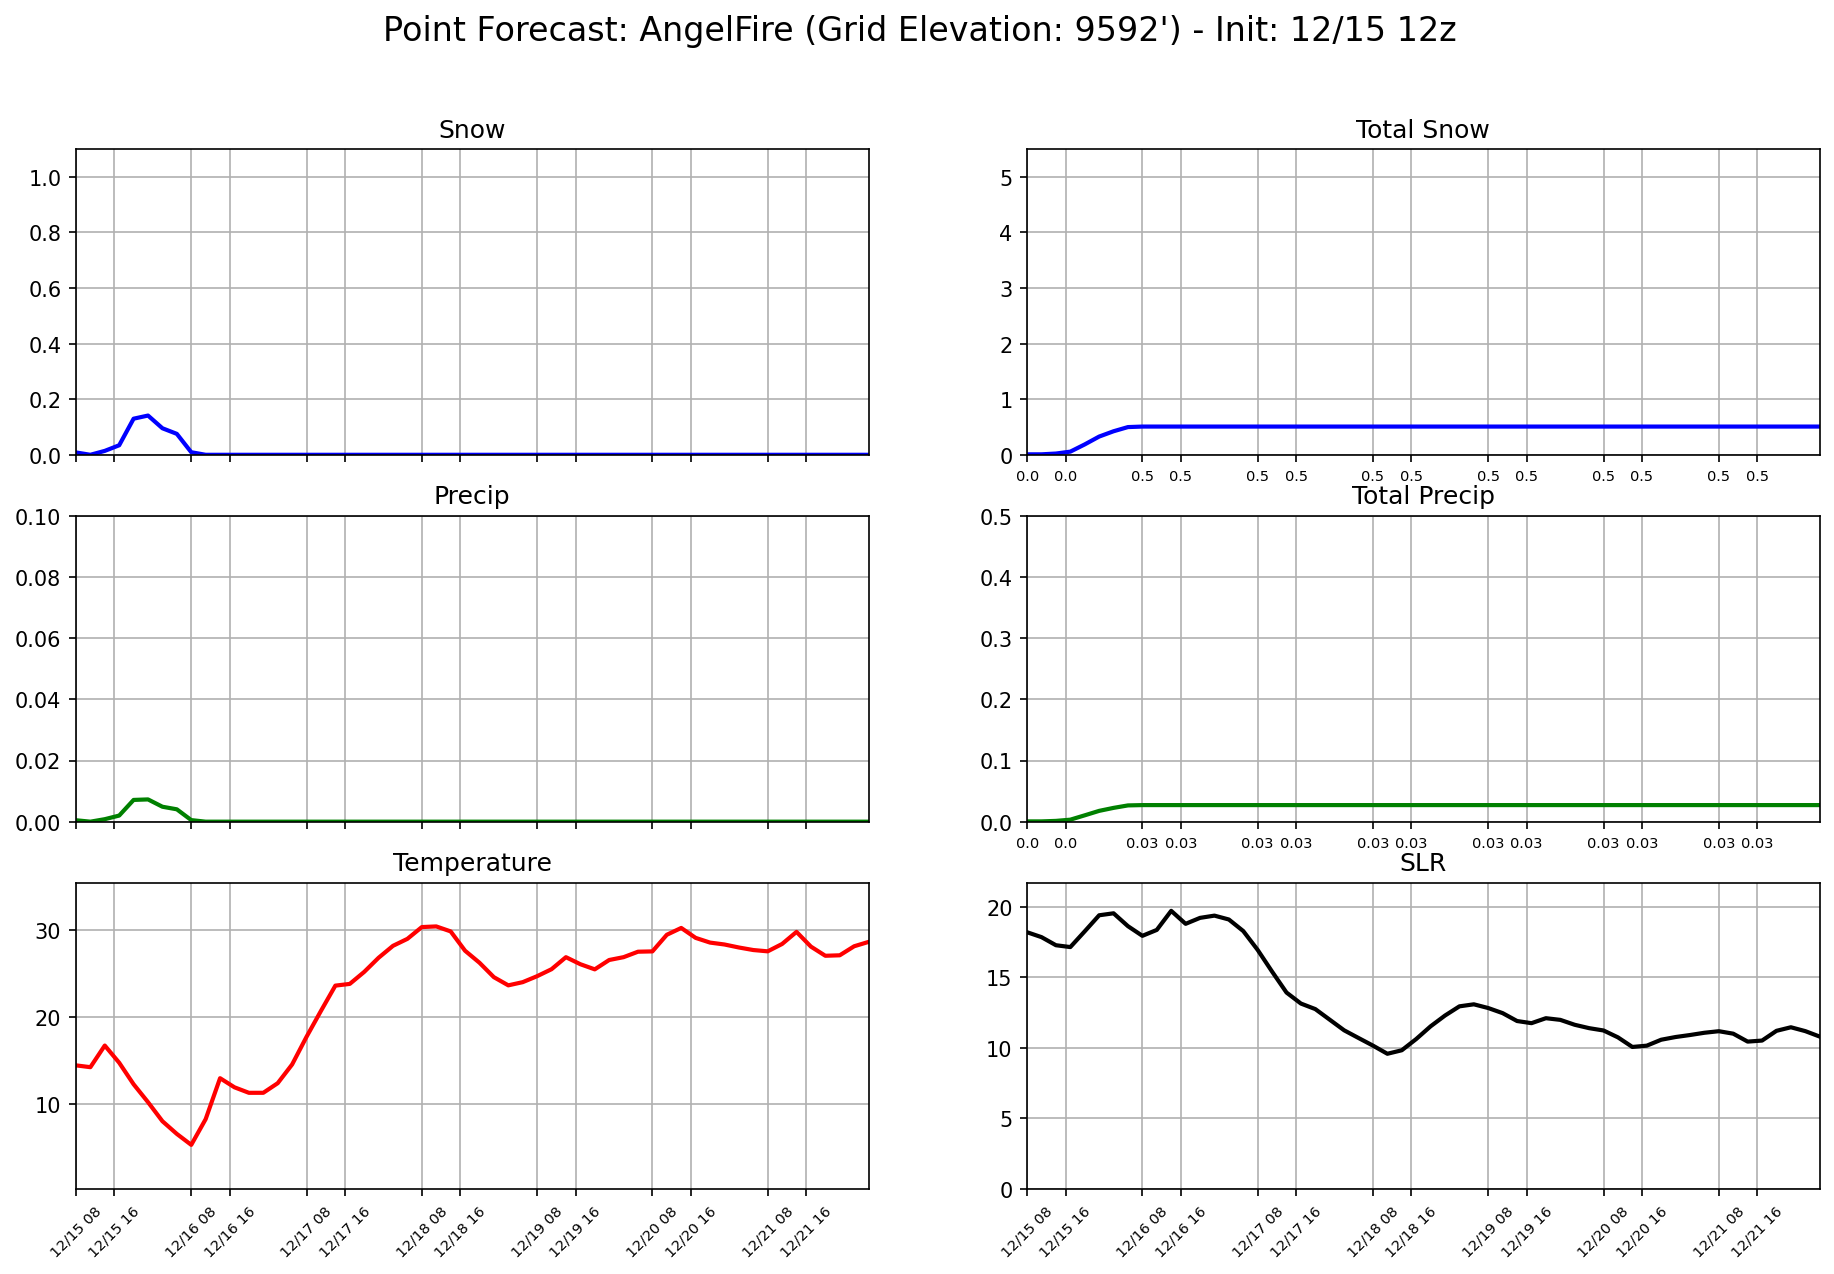 Point Forecast: AngelFire (Grid Elevation: 9592') - Init: 12/15 12z
Snow
1.0
0.8
0.6
0.4
0.2
0.0
Total Snow
5
4
3
2
1
0
0.0 0.0 0.5 0.5 0.5 0.5 0.5 0.5 0.5 0.5 0.5 0.5 0.5 0.5
Precip
0.10
0.08
0.06
0.04
0.02
0.00
Total Precip
0.5
0.4
0.3
0.2
0.1
0.0
0.0 0.0 0.03 0.03 0.03 0.03 0.03 0.03 0.03 0.03 0.03 0.03 0.03 0.03
Temperature
30
20
10
12/15 08 12/15 16 12/16 08 12/16 16 12/17 08 12/17 16 12/18 08 12/18 16 12/19 08 12/19 16 12/20 08 12/20 16 12/21 08 12/21 16
SLR
20
15
10
5
0
12/15 08 12/15 16 12/16 08 12/16 16 12/17 08 12/17 16 12/18 08 12/18 16 12/19 08 12/19 16 12/20 08 12/20 16 12/21 08 12/21 16